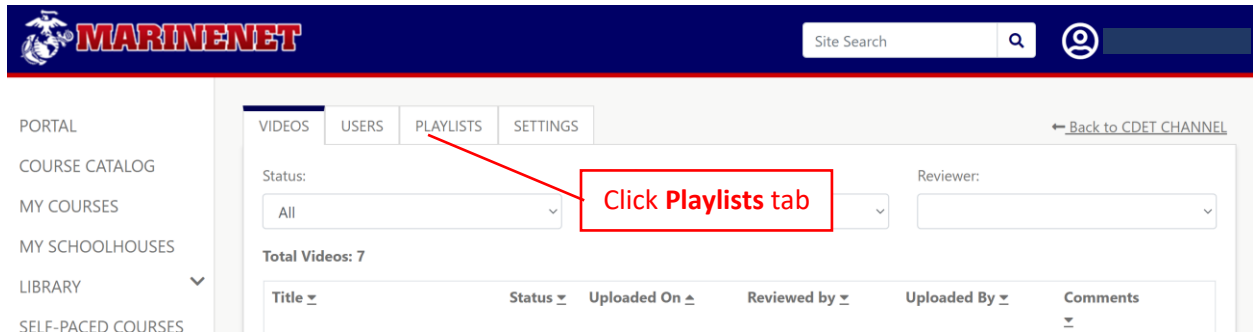 MARINENET
Site Search
PORTAL
COURSE CATALOG
MY COURSES
MY SCHOOLHOUSES
LIBRARY
SELF-PACED COURSES
VIDEOS USERS PLAYLISTS SETTINGS
Back to CDET CHANNEL
Status: Reviewer:
All
Click Playlists tab
Total Videos: 7
Title Status Uploaded On Reviewed by Uploaded By Comments